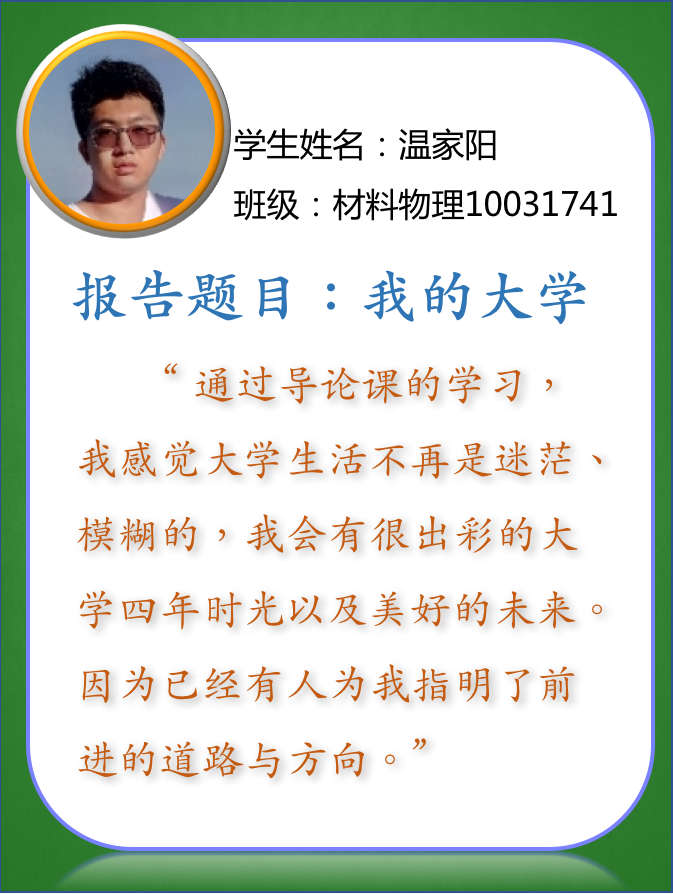 学生姓名：温家阳
班级：材料物理10031741
报告题目：我的大学
“通过导论课的学习，
我感觉大学生活不再是迷茫、
模糊的，我会有很出彩的大
学四年时光以及美好的未来。
因为已经有人为我指明了前
进的道路与方向。”